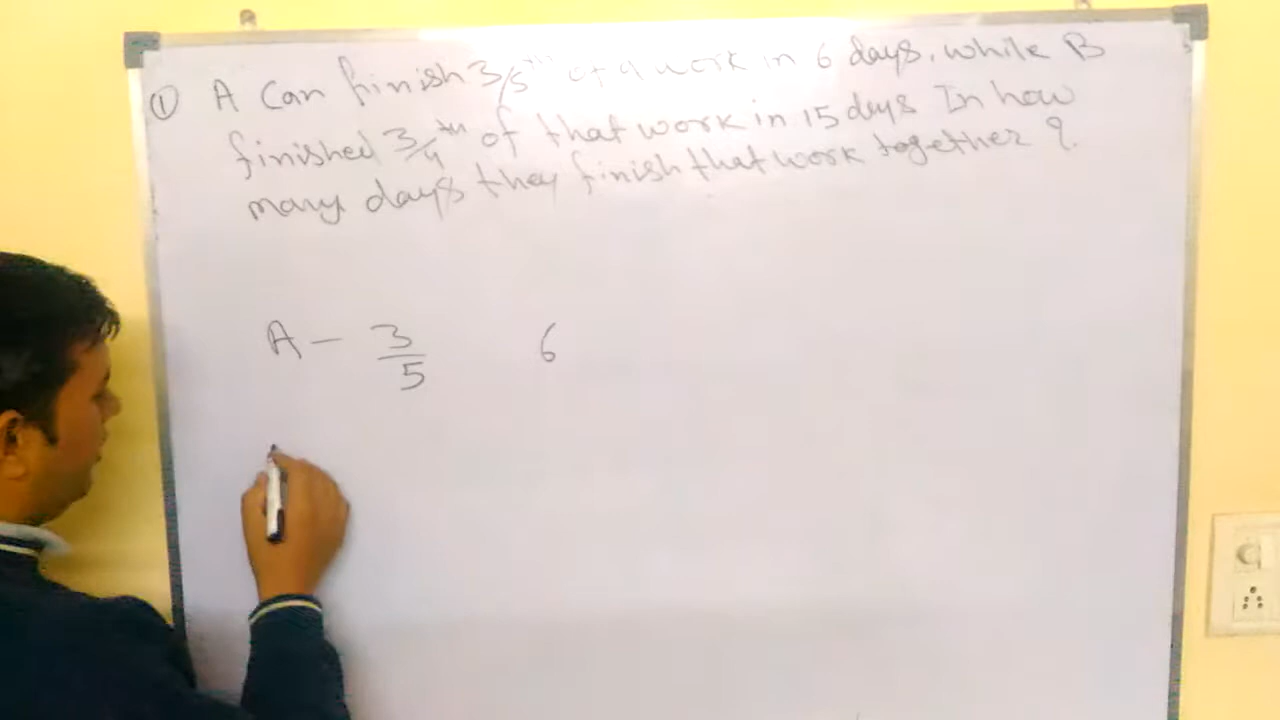 ① A Can finish 3/5th of a work in 6 days, while B
finished 3/4th of that work in 15 days In how
many days they finish that work together ?
A - 3/5 6